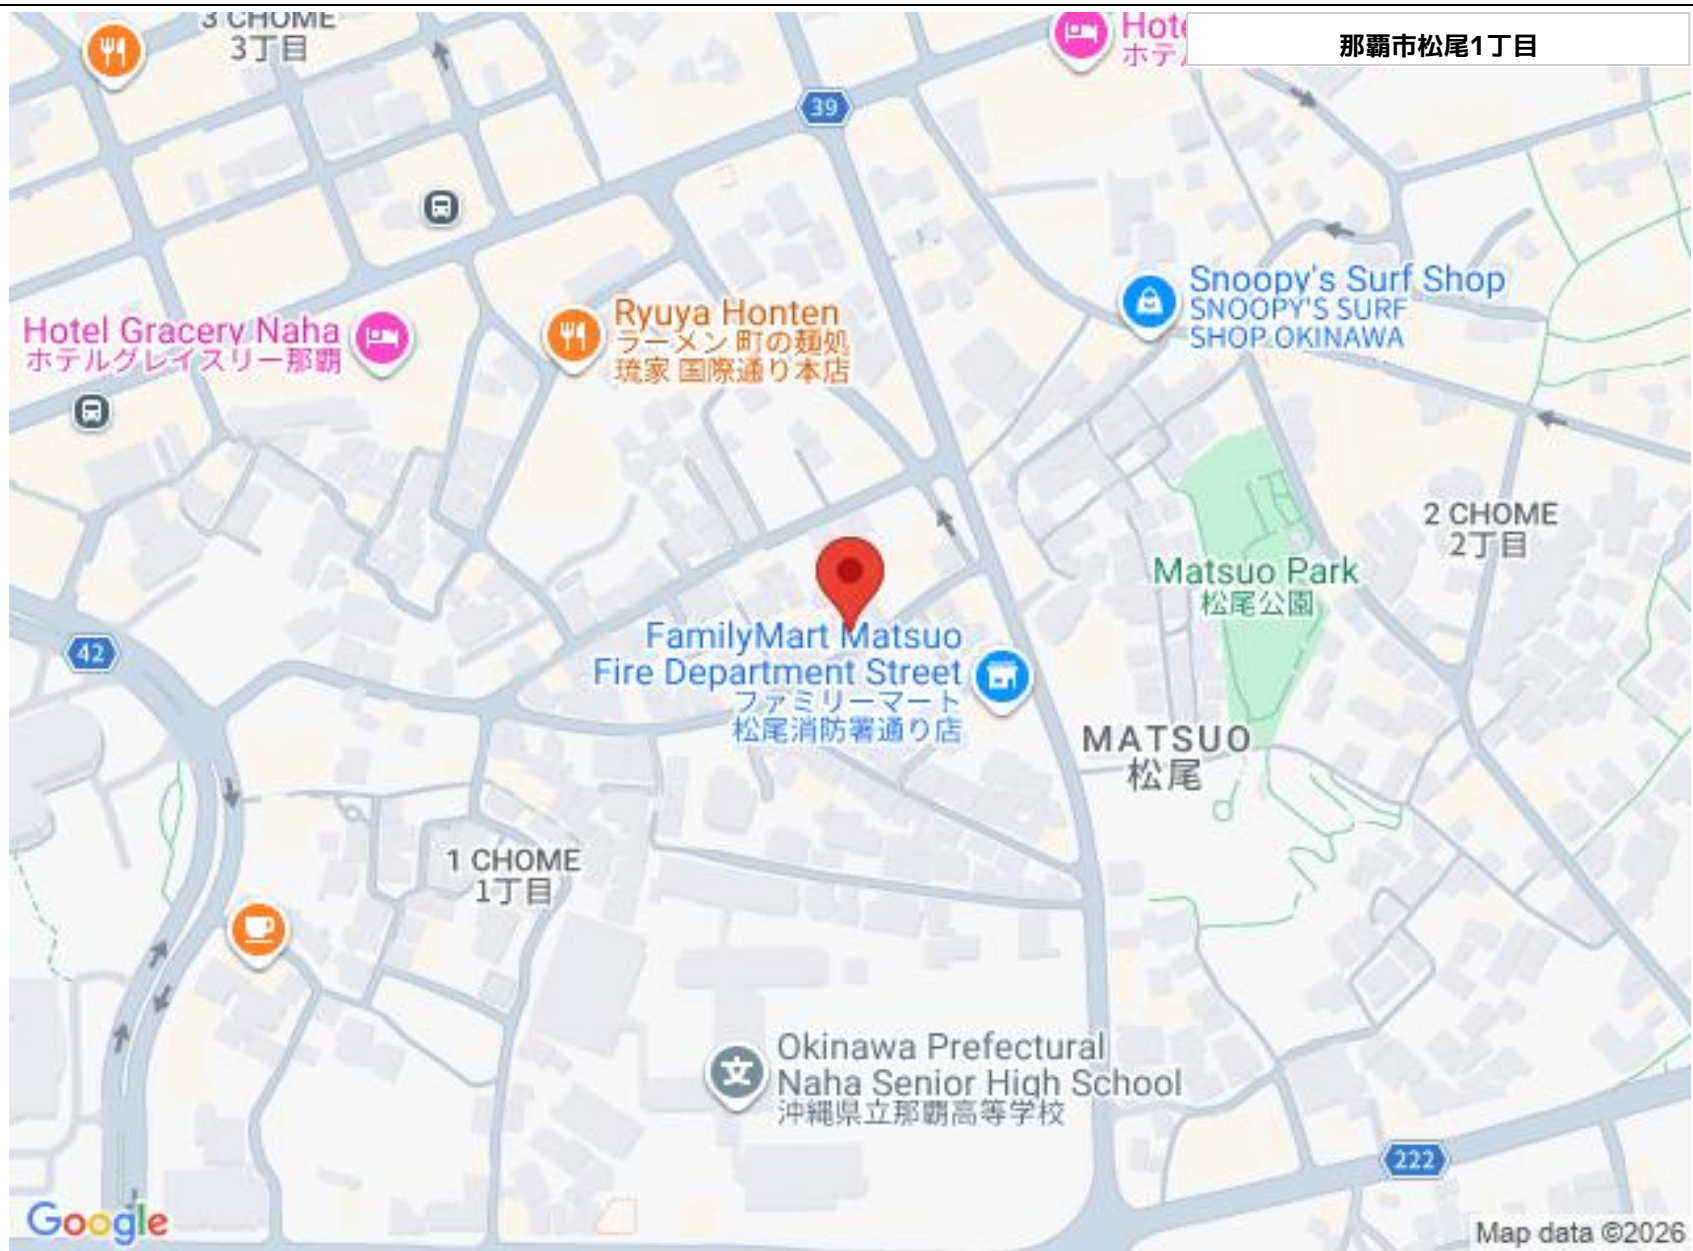 3 CHOME
3丁目
39
Hote
ホテ
那覇市松尾1丁目
Snoopy's Surf Shop
SNOOPY'S SURF
SHOP OKINAWA
Ryuya Honten
ラーメン 町の麺処
琉家 国際通り本店
Hotel Gracery Naha
ホテルグレイスリー那覇
2 CHOME
2丁目
Matsuo Park
松尾公園
42
FamilyMart Matsuo
Fire Department Street
ファミリーマート
松尾消防署通り店
MATSUO
松尾
1 CHOME
1丁目
文
Okinawa Prefectural
Naha Senior High School
沖縄県立那覇高等学校
222
Google
Map data ©2026